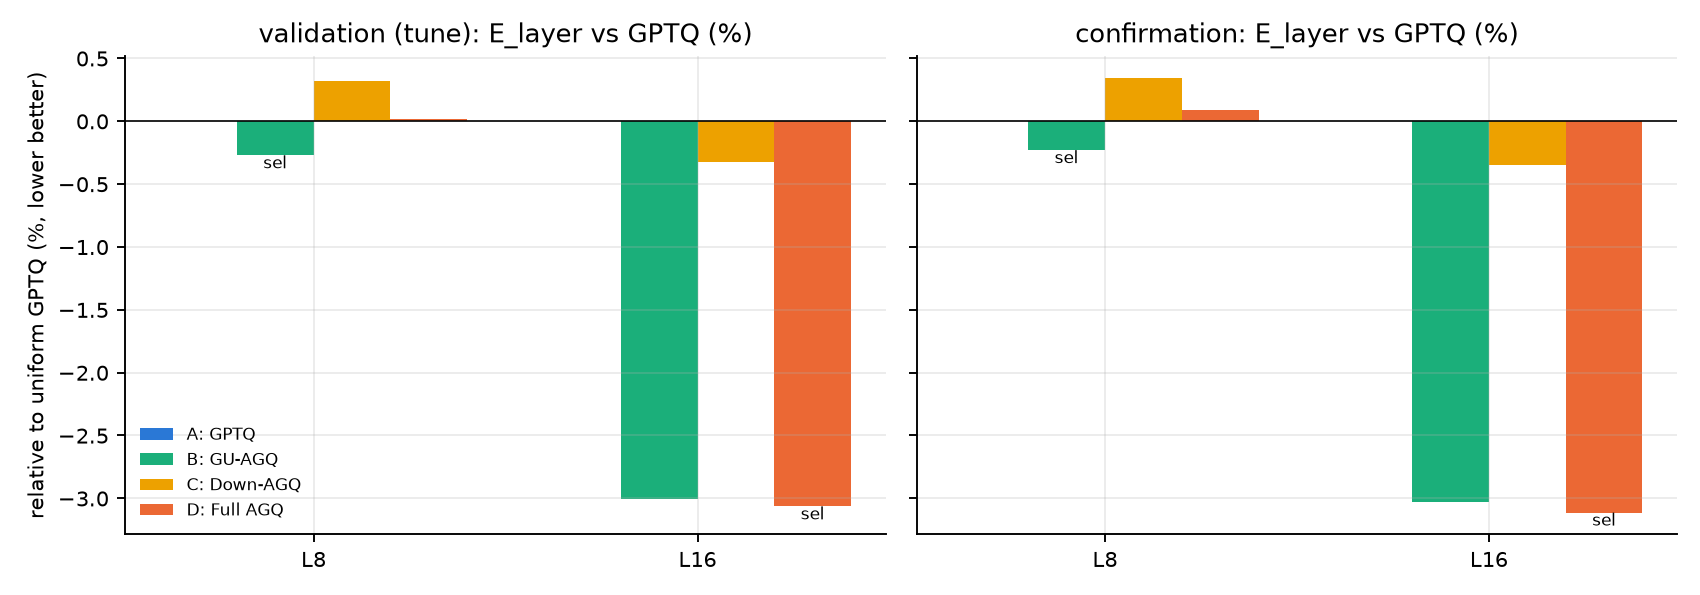 validation (tune): E_layer vs GPTQ (%)
confirmation: E_layer vs GPTQ (%)
relative to uniform GPTQ (%, lower better)
0.5
0.0
−0.5
−1.0
−1.5
−2.0
−2.5
−3.0
sel
sel
sel
sel
A: GPTQ
B: GU-AGQ
C: Down-AGQ
D: Full AGQ
L8
L16
L8
L16